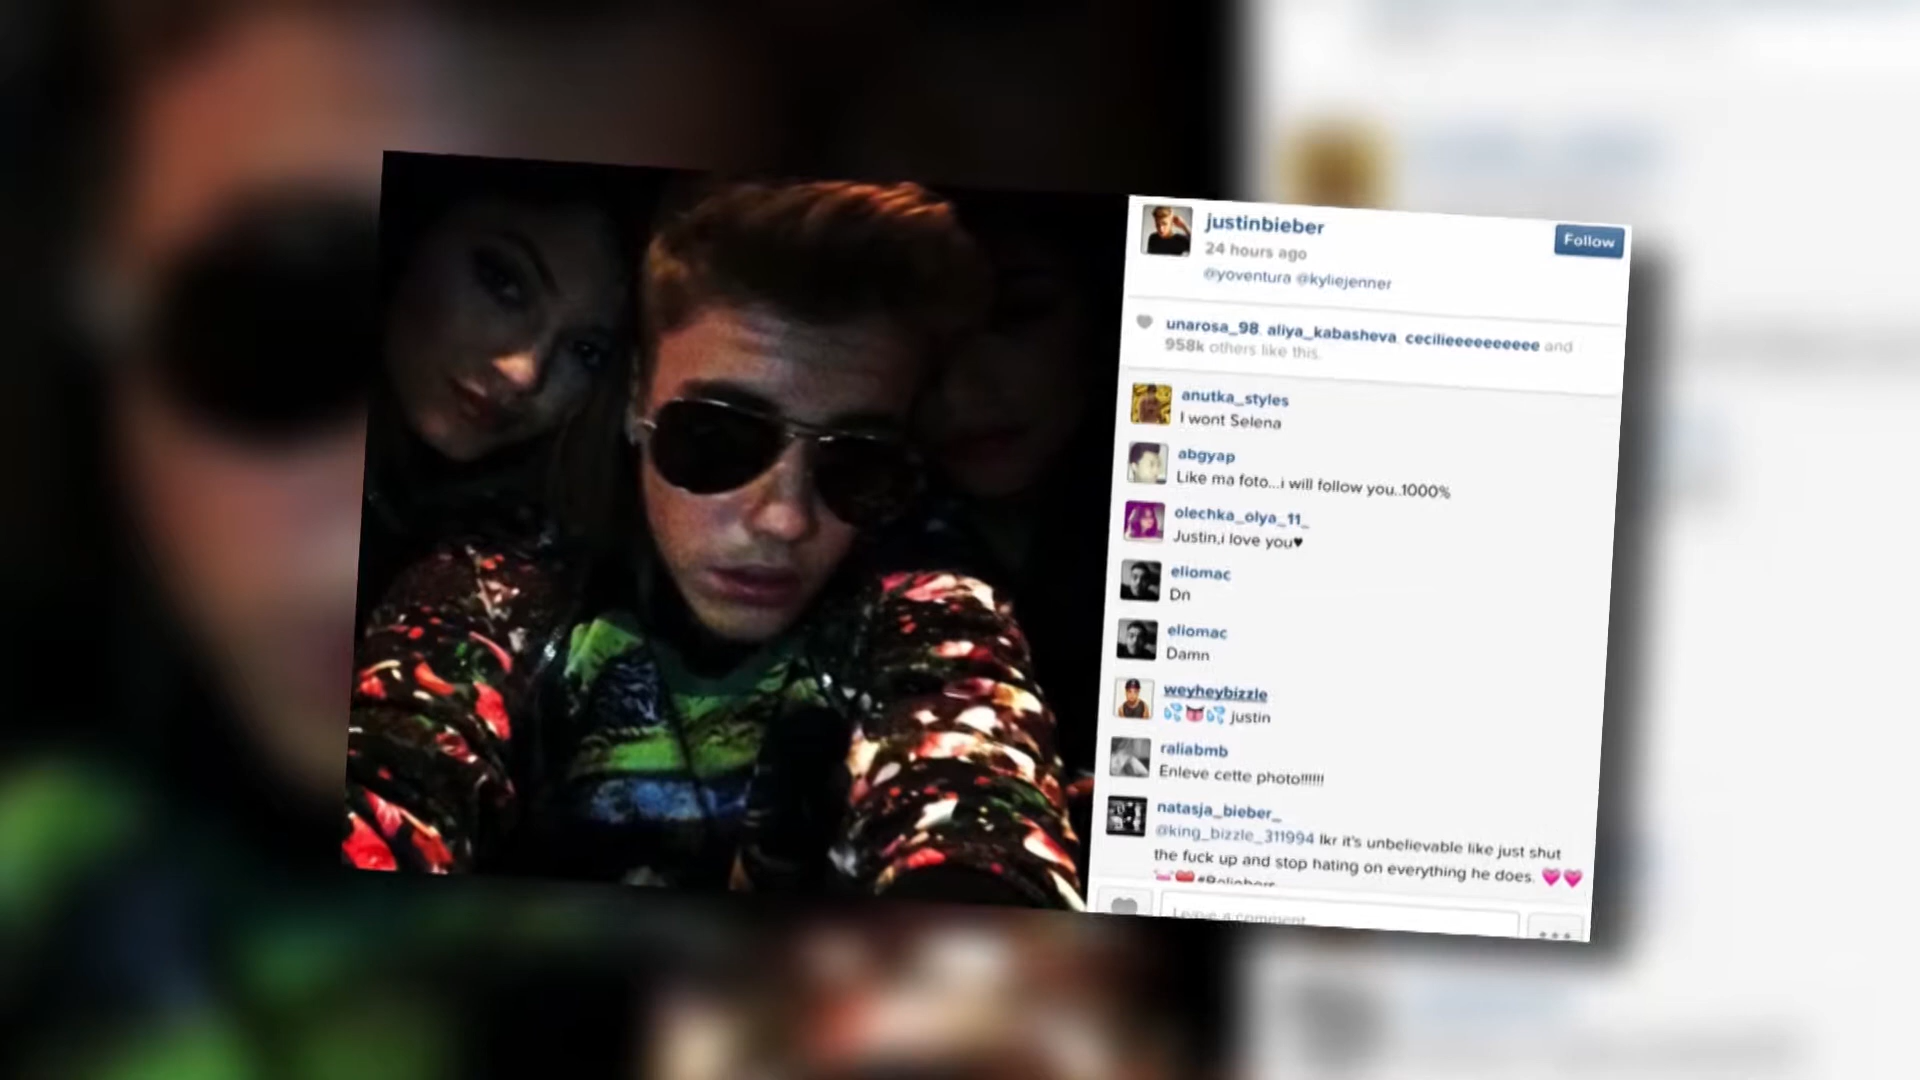 justinbieber
Follow
24 hours ago
@yoventura @kyliejenner
unarosa_98, aliya_kabasheva, cecilieeeeeeeeee and
958k others like this.
anutka_styles
I wont Selena
abgyap
Like ma foto...i will follow you..1000%
olechka_olya_11_
Justin,i love you♥
eliomac
Dn
eliomac
Damn
weyheybizzle
💦👅💦 justin
raliabmb
Enleve cette photo!!!!!!
natasja_bieber_
@king_bizzle_311994 Ikr it's unbelievable like just shut
the fuck up and stop hating on everything he does. 💗💗
#Beliebers
Leave a comment